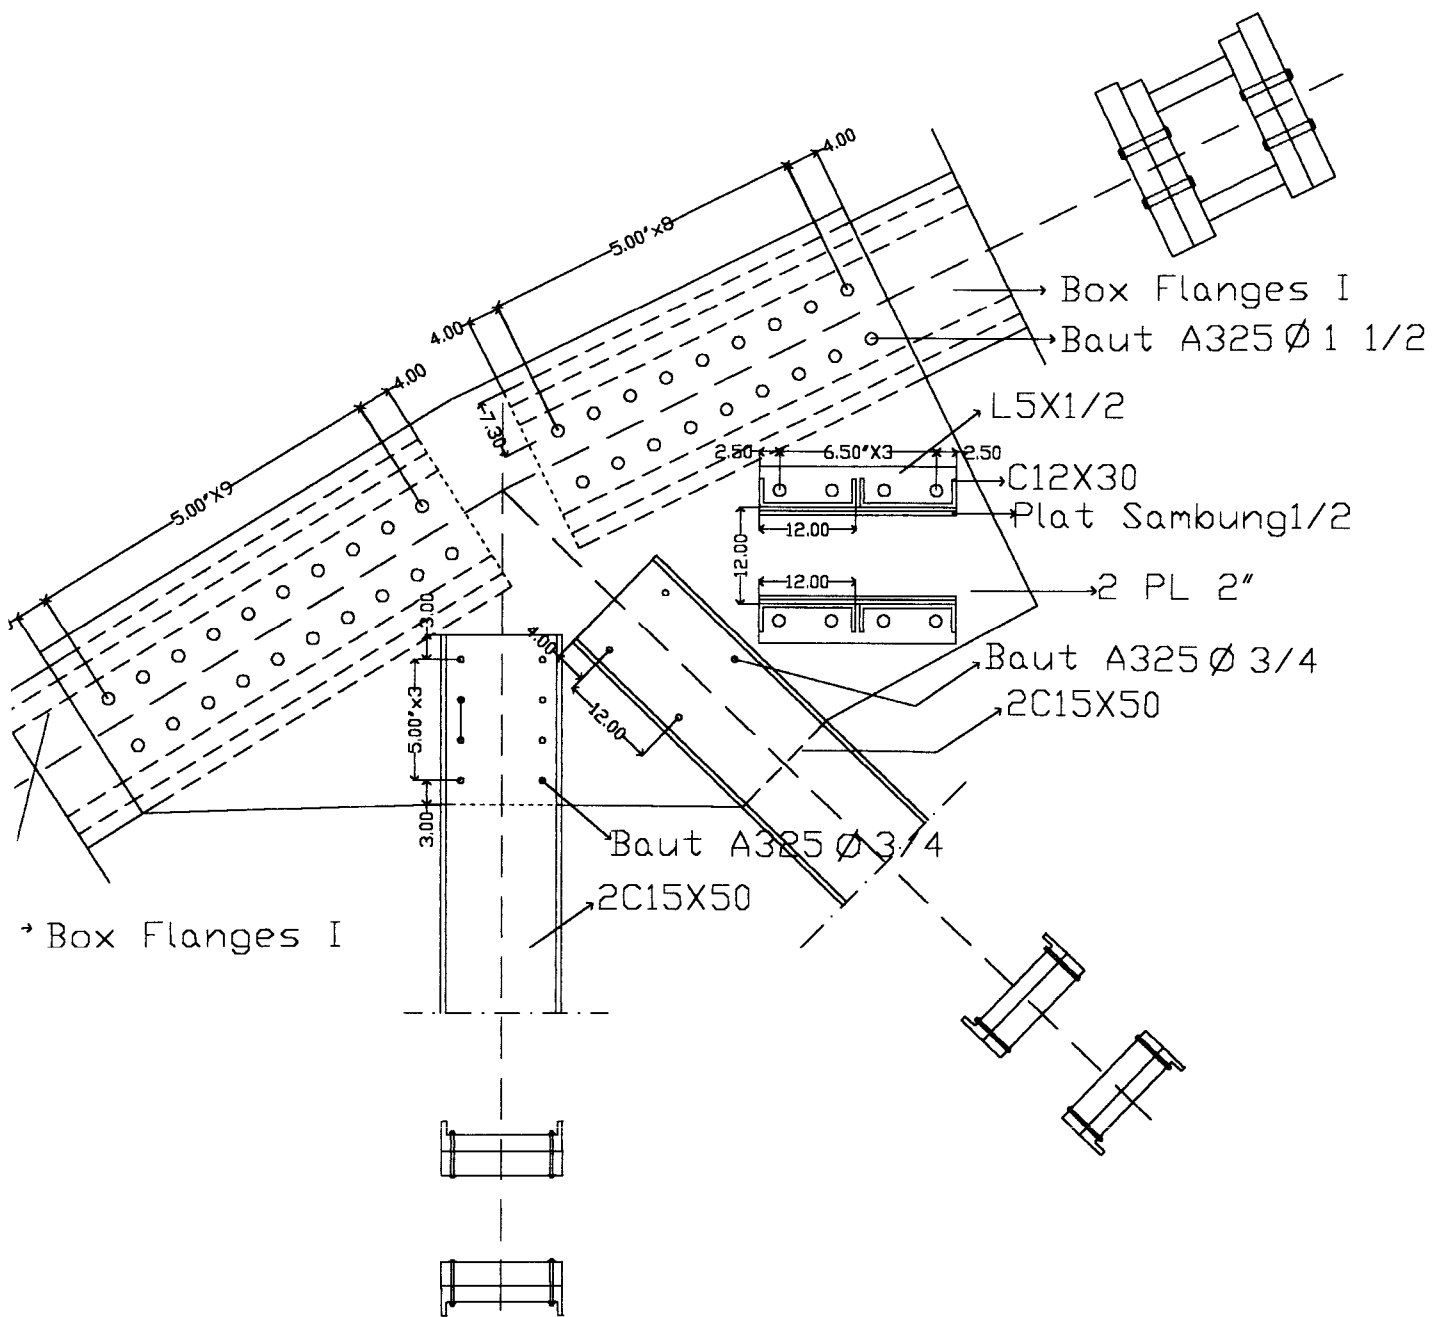 4.00
5.00"x8
4.00
4.00
5.00"X9
7.30
Box Flanges I
Baut A325 Ø 1 1/2
L5X1/2
2.50 6.50"X3 2.50
C12X30
Plat Sambung1/2
12.00
12.00
12.00
2 PL 2"
3.00
4.00
Baut A325 Ø 3/4
5.00"x3
12.00
2C15X50
3.00
Baut A325 Ø 3/4
2C15X50
Box Flanges I